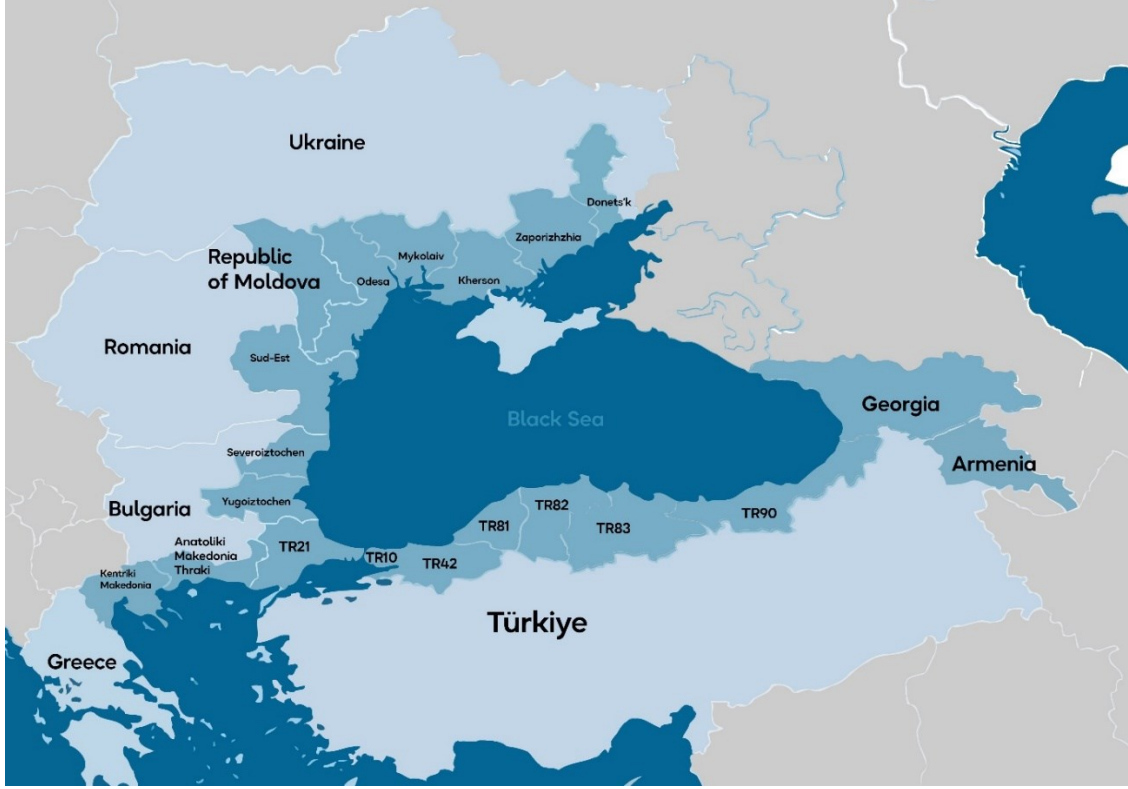 Ukraine
Donets'k
Zaporizhzhia
Mykolaiv
Republic
of Moldova
Odesa
Kherson
Romania
Sud-Est
Georgia
Black Sea
Severoiztochen
Armenia
Yugoiztochen
Bulgaria
TR82
TR90
TR81
TR83
Anatoliki
Makedonia
Thraki
TR21
TR10
TR42
Kentriki
Makedonia
Türkiye
Greece